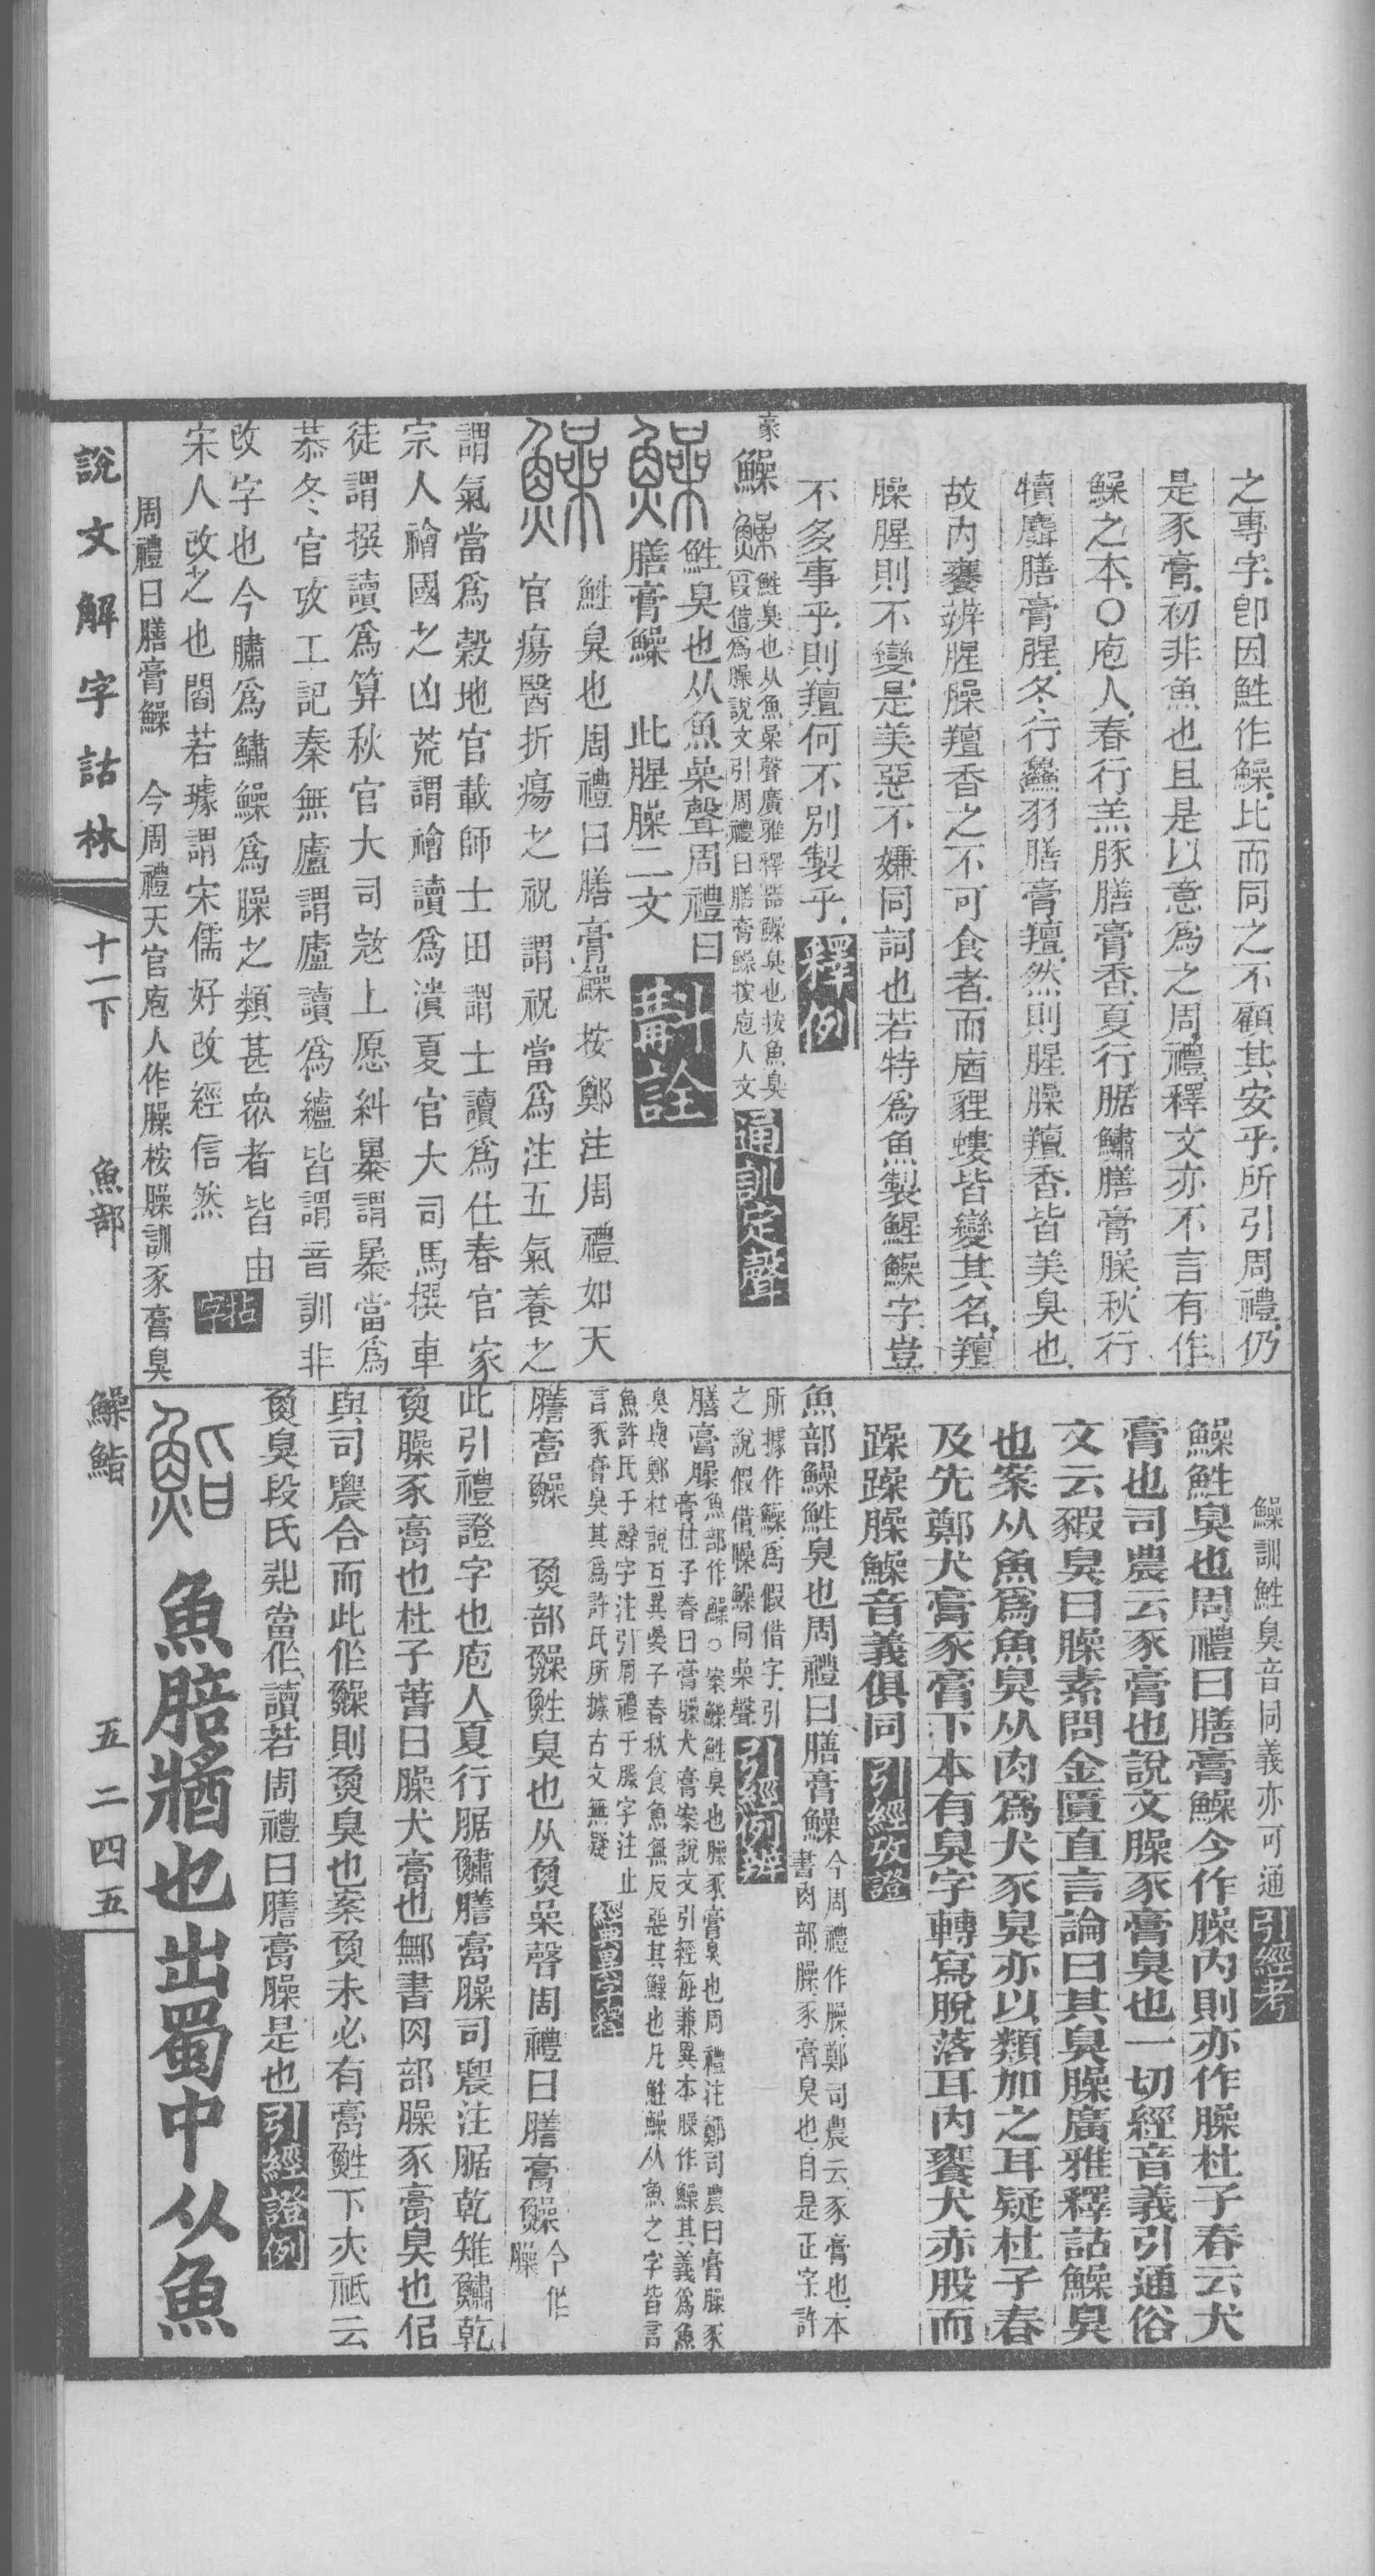 之專字卽因鮏作鱢比而同之不顧其安乎所引周禮仍
是豕膏初非魚也且是以意爲之周禮釋文亦不言有作
鱢之本○庖人春行羔豚膳膏香夏行腒鱐膳膏臊秋行
犢麛膳膏腥冬行鱻羽膳膏羶然則腥臊羶香皆美臭也
故内饔辨腥臊羶香之不可食者而庮貍螻皆變其名羶
臊腥則不變是美惡不嫌同詞也若特爲魚製鯹鱢字豈
不多事乎則羶何不別製乎釋例
豪 鱢 鱢 鮏臭也从魚喿聲廣雅釋器鱢臭也按魚臭
叚借爲臊說文引周禮曰膳膏鱢按庖人文
通訓定聲
鱢 鮏臭也从魚喿聲周禮曰
膳膏鱢 此腥臊二文 斠詮
鱢 鮏臭也周禮曰膳膏鱢按鄭注周禮如天
官瘍醫折瘍之祝謂祝當爲注五氣養之
謂氣當爲穀地官載師士田謂士讀爲仕春官家
宗人禬國之凶荒謂禬讀爲潰夏官大司馬撰車
徒謂撰讀爲算秋官大司寇上愿糾㬥謂㬥當爲
恭冬官攷工記秦無廬謂廬讀爲纑皆謂音訓非
改字也今鱐爲鱐鱢爲臊之類甚衆者皆由
宋人改之也閻若璩謂宋儒好改經信然 拈字
周禮曰膳膏鱢 今周禮天官庖人作臊桉臊訓豕膏臭
鱢訓鮏臭音同義亦可通 引經考
鱢鮏臭也周禮曰膳膏鱢今作臊内則亦作臊杜子春云犬
膏也司農云豕膏也說文臊豕膏臭也一切經音義引通俗
文云豭臭曰臊素問金匱直言論曰其臭臊廣雅釋詁鱢臭
也案从魚爲魚臭从肉爲犬豕臭亦以類加之耳疑杜子春
及先鄭犬膏豕膏下本有臭字轉寫脫落耳内饔犬赤股而
躁躁臊鱢音義俱同 引經攷證
魚部鱢鮏臭也周禮曰膳膏鱢 今周禮作臊鄭司農云豕膏也本
書肉部臊豕膏臭也自是正字許
所據作鱢爲假借字引
之說假借臊鱢同喿聲 引經例辨
膳膏臊 魚部作鱢○案鱢鮏臭也臊豕膏臭也周禮注鄭司農曰膏臊豕
膏杜子春曰膏臊犬膏案說文引經每兼異本臊作鱢其義爲魚
臭與鄭杜說互異晏子春秋食魚無反惡其鱢也凡鮏鱢从魚之字皆言
魚許氏于鱢字注引周禮于臊字注止
言豕膏臭其爲許氏所據古文無疑 經典異字釋
膳膏鱢 魚部鱢鮏臭也从魚喿聲周禮曰膳膏鱢今作
臊
此引禮證字也庖人夏行腒鱐膳膏臊司農注腒乾雉鱐乾
魚臊豕膏也杜子春曰臊犬膏也鄦書肉部臊豕膏臭也侣
與司農合而此作鱢則魚臭也案魚未必有膏鮏下亦祗云
魚臭段氏疑當作讀若周禮曰膳膏臊是也 引經證例
鮨 魚䏽醬也出蜀中从魚
說文解字詁林 十一下 魚部 鱢鮨 五二四五